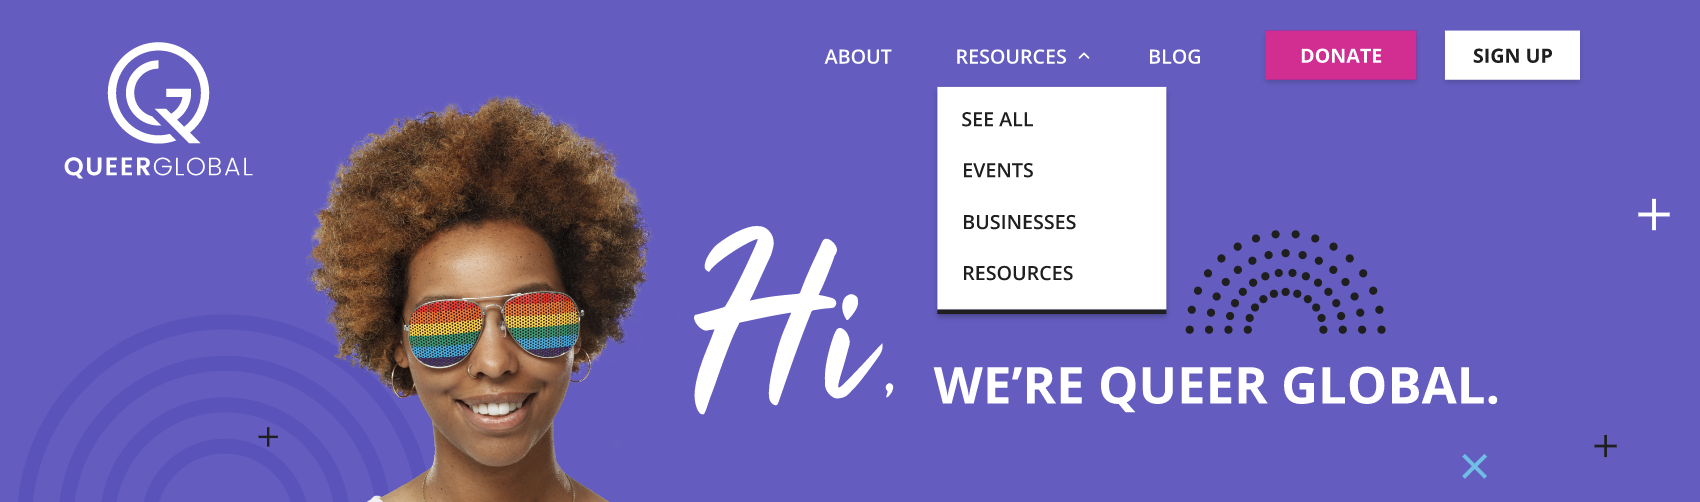 QUEERGLOBAL
ABOUT
RESOURCES
BLOG
DONATE
SIGN UP
SEE ALL
EVENTS
BUSINESSES
RESOURCES
Hi,
WE’RE QUEER GLOBAL.